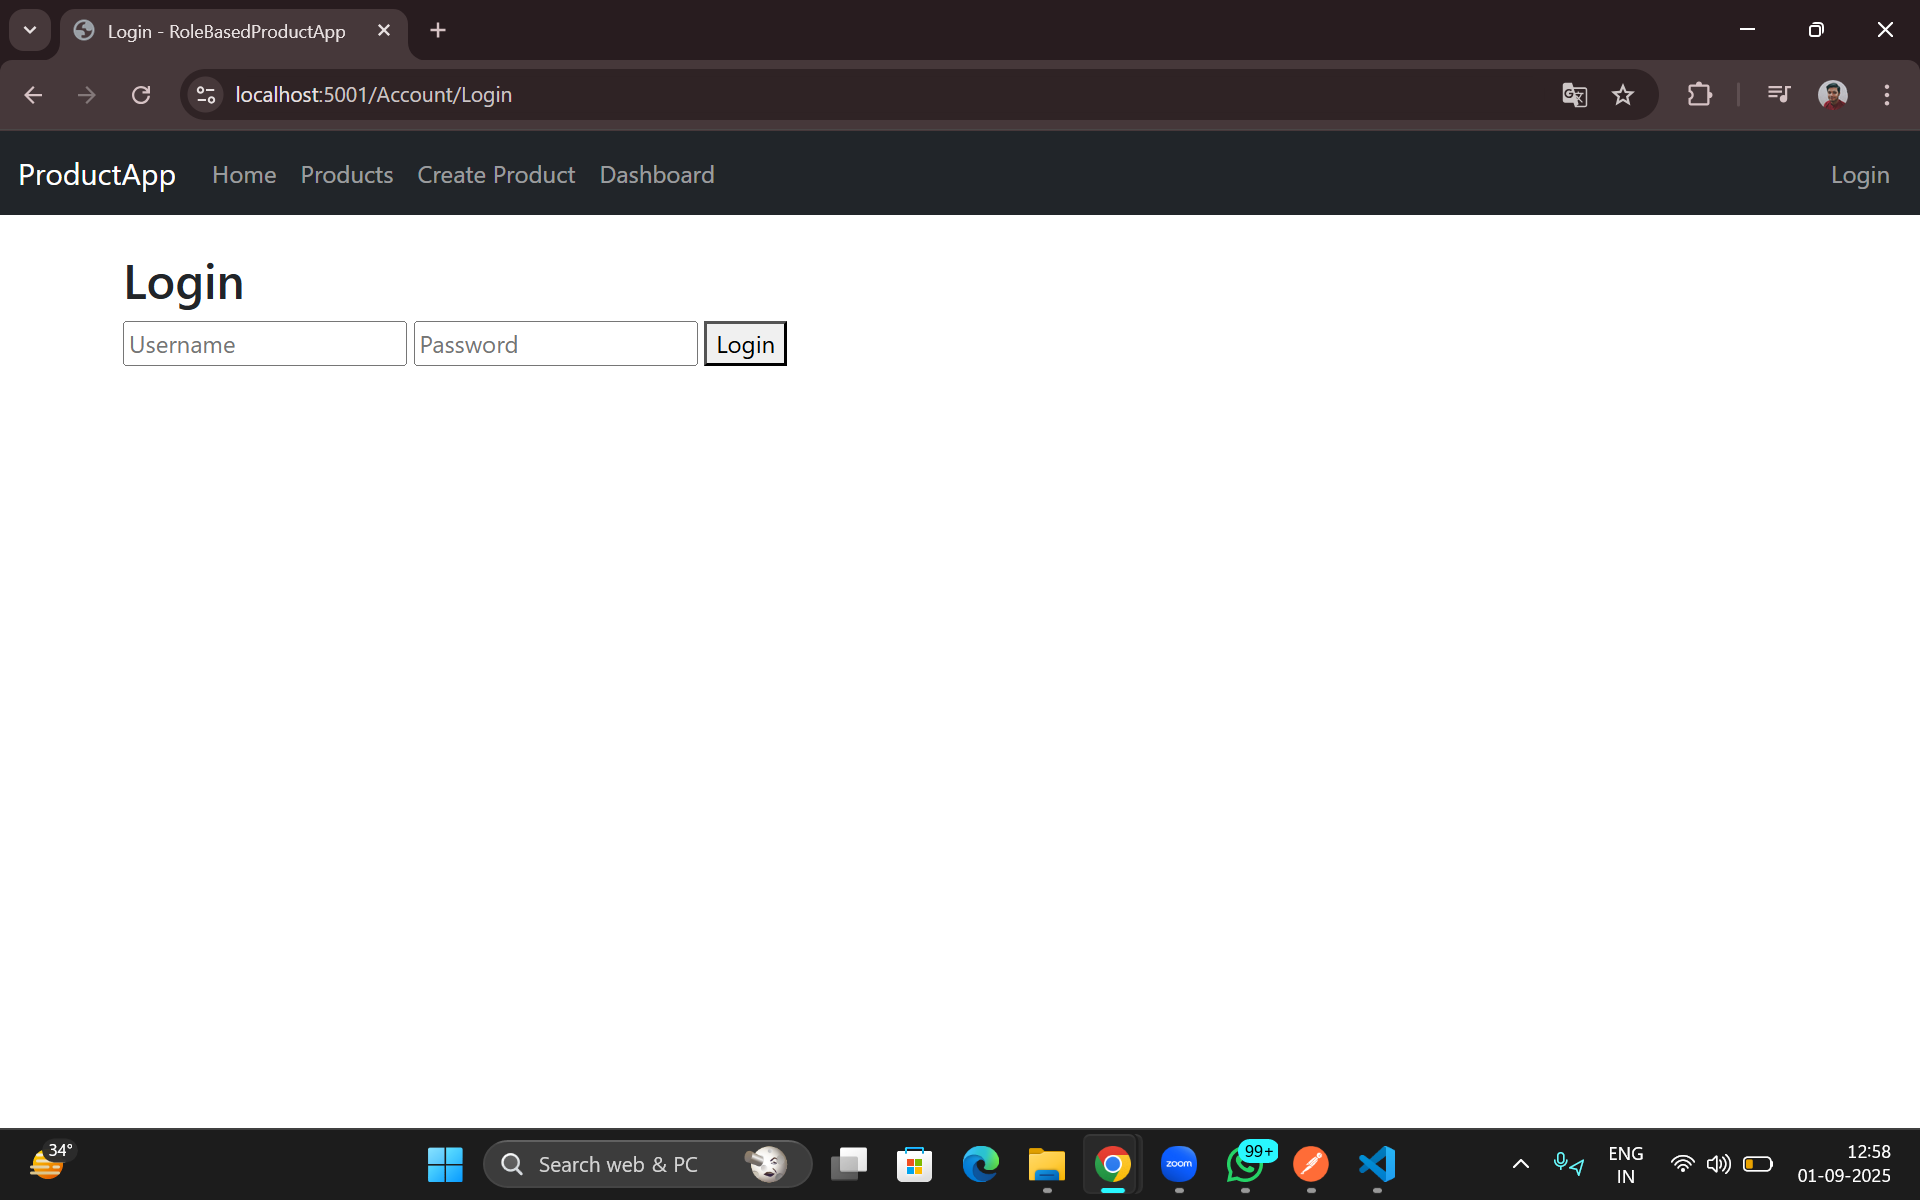 Login - RoleBasedProductApp
localhost:5001/Account/Login
ProductApp Home Products Create Product Dashboard Login
Login
Username Password Login
34° Search web & PC zoom 99+ ENG 12:58
IN 01-09-2025